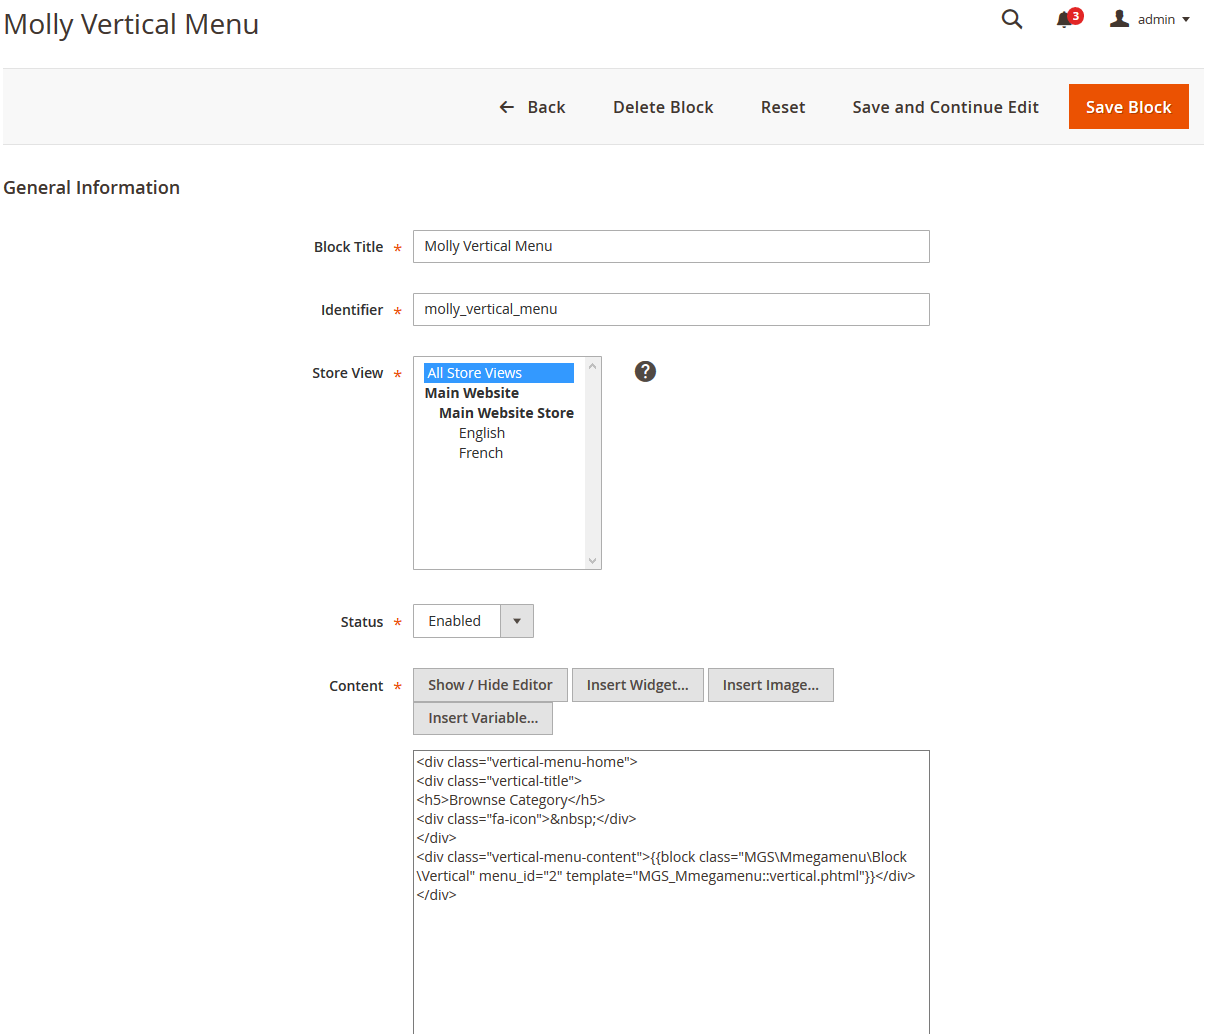 Molly Vertical Menu
3
admin
Back
Delete Block
Reset
Save and Continue Edit
Save Block
General Information
Block Title *
Molly Vertical Menu
Identifier *
molly_vertical_menu
Store View *
All Store Views
Main Website
Main Website Store
English
French
?
Status *
Enabled
Content *
Show / Hide Editor
Insert Widget...
Insert Image...
Insert Variable...
<div class="vertical-menu-home">
<div class="vertical-title">
<h5>Brownse Category</h5>
<div class="fa-icon">&nbsp;</div>
</div>
<div class="vertical-menu-content">{{block class="MGS\Mmegamenu\Block
\Vertical" menu_id="2" template="MGS_Mmegamenu::vertical.phtml"}}</div>
</div>